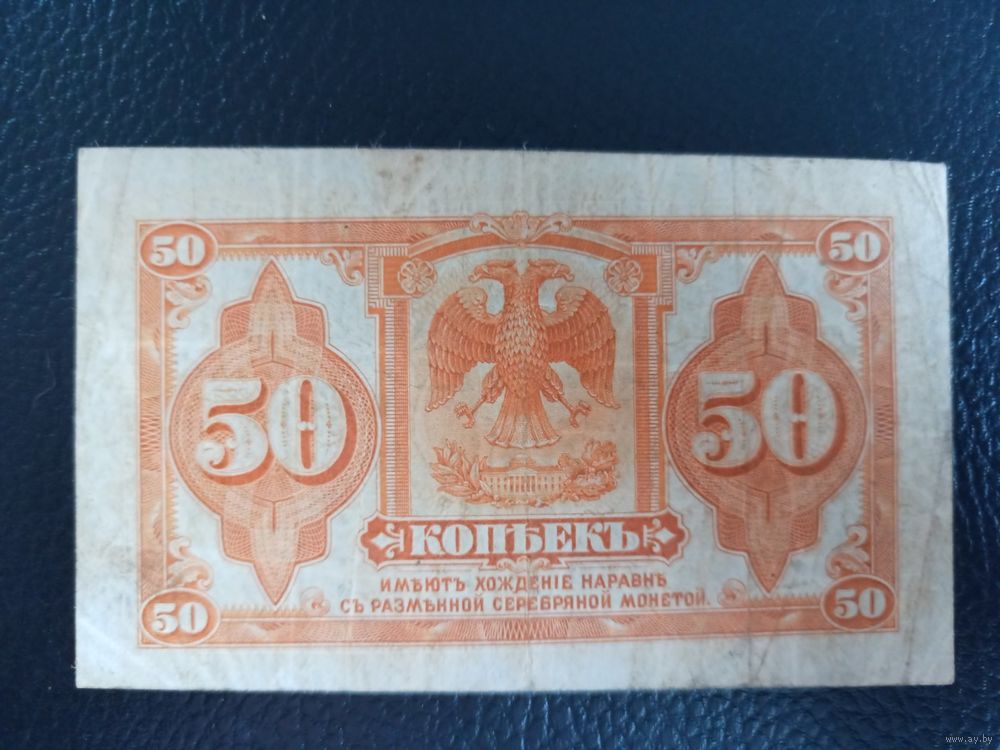 50 50
50 50
КОПѢЕКЪ
ИМѢЮТЪ ХОЖДЕНІЕ НАРАВНѢ
СЪ РАЗМѢННОЙ СЕРЕБРЯНОЙ МОНЕТОЙ.
50 50
www.ay.by